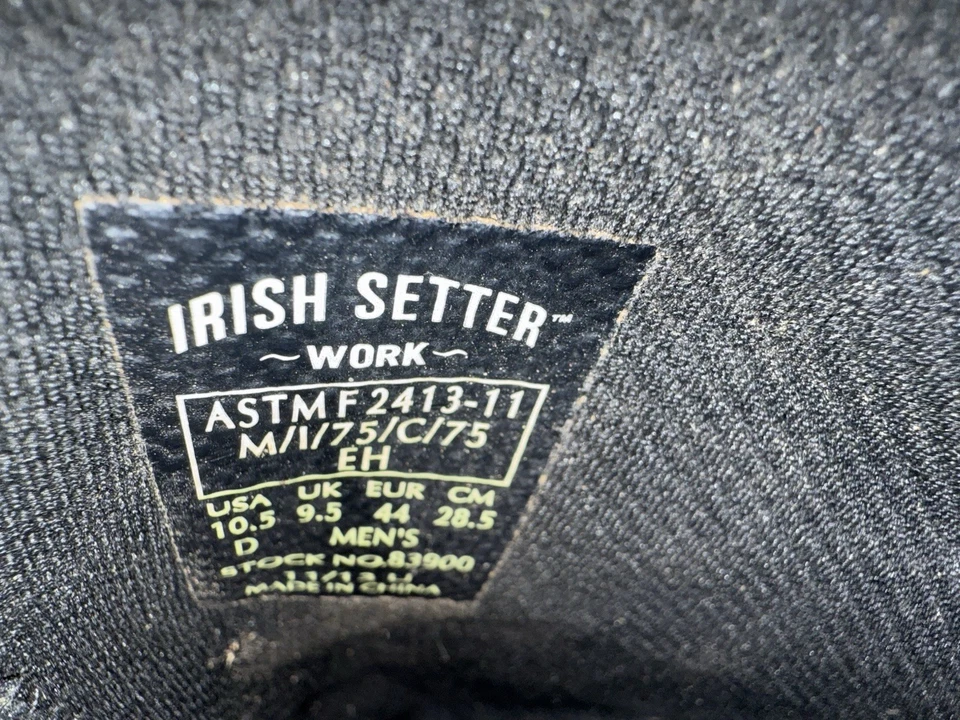 IRISH SETTER™
~WORK~
ASTM F 2413-11
M/I/75/C/75
EH
USA UK EUR CM
10.5 9.5 44 28.5
D MEN'S
STOCK NO.83900
MADE IN CHINA